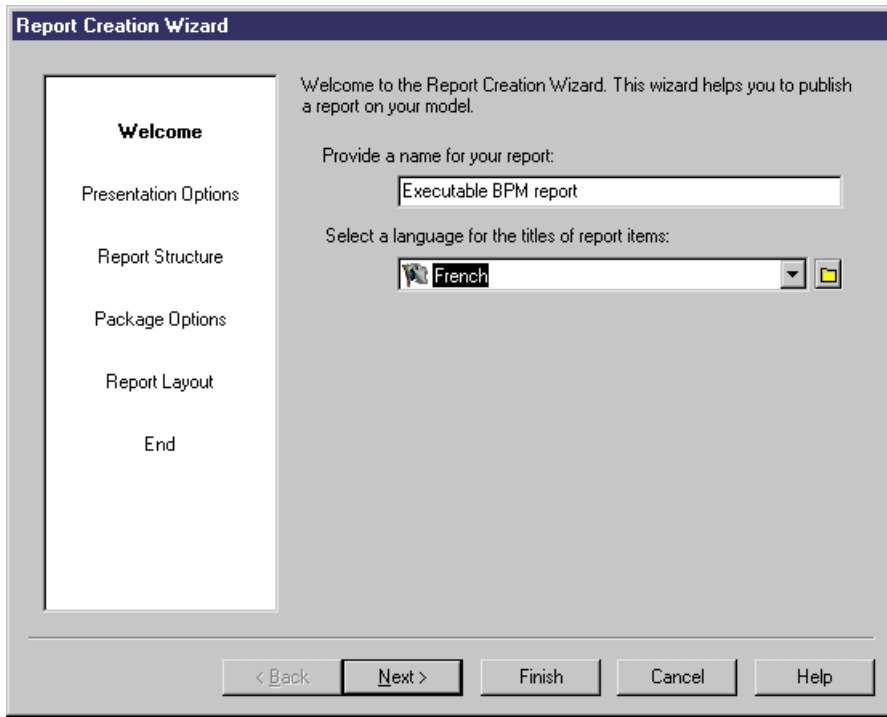 Report Creation Wizard
Welcome to the Report Creation Wizard. This wizard helps you to publish
a report on your model.
Welcome
Presentation Options
Report Structure
Package Options
Report Layout
End
Provide a name for your report:
Executable BPM report
Select a language for the titles of report items:
French
< Back
Next >
Finish
Cancel
Help